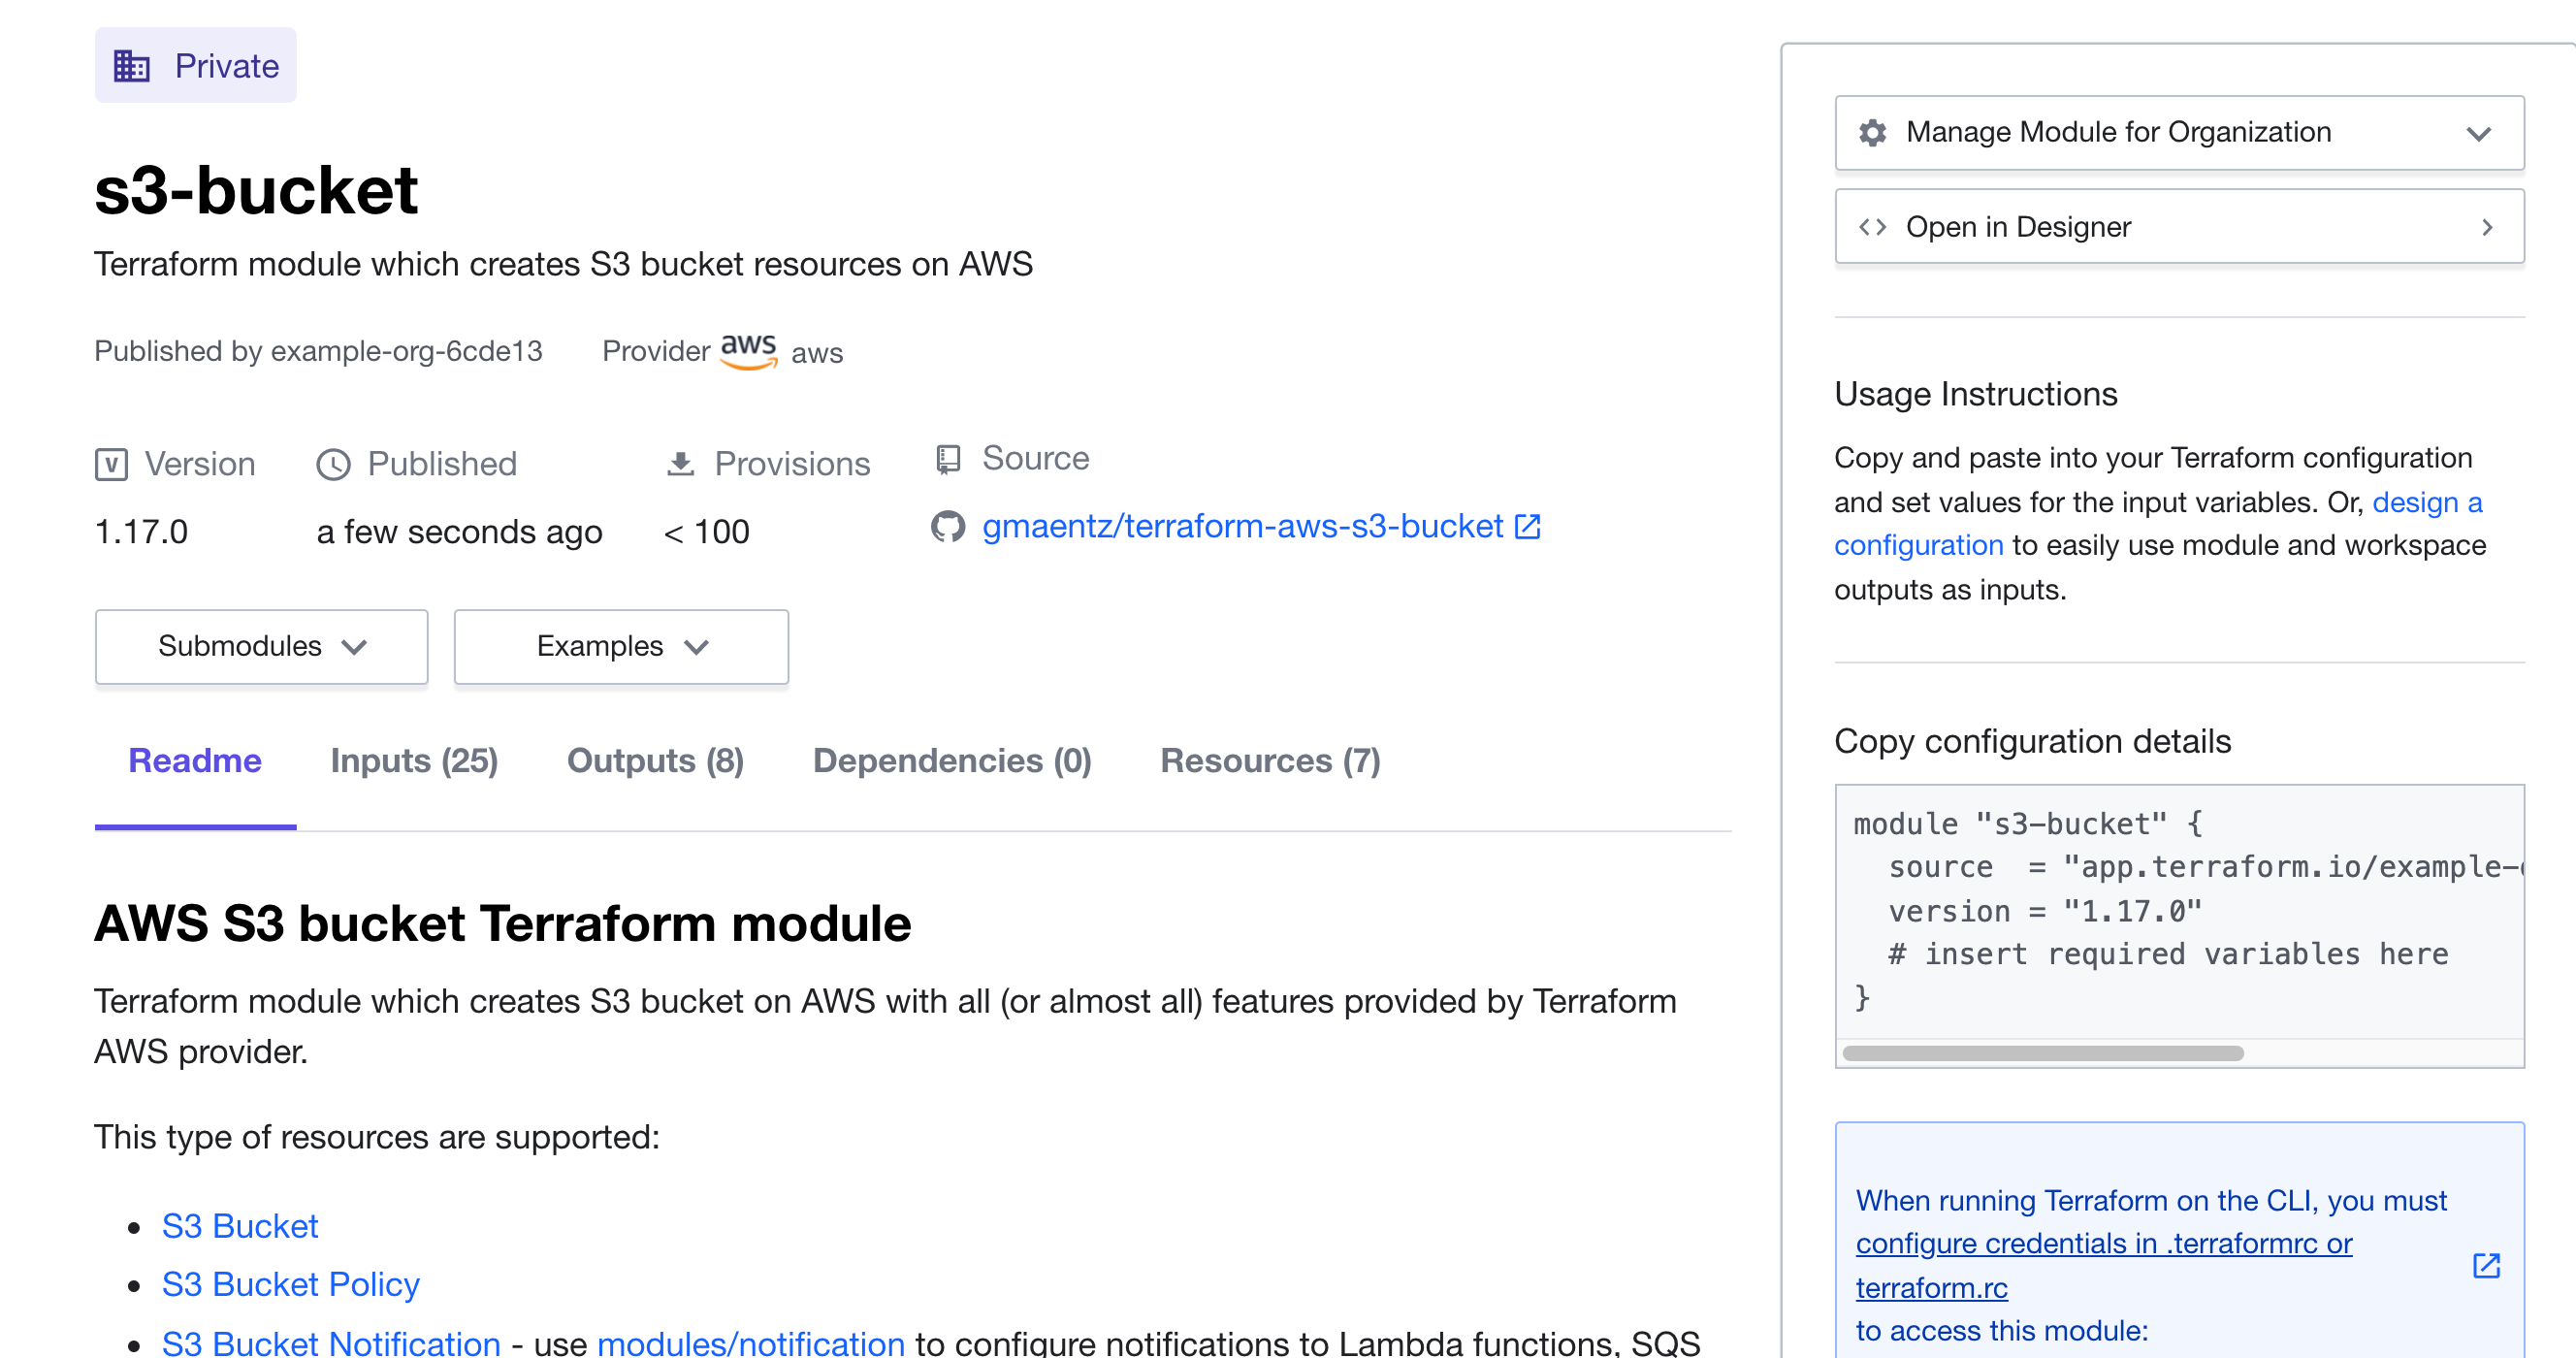 Private
s3-bucket
Terraform module which creates S3 bucket resources on AWS
Published by example-org-6cde13 Provider aws aws
Version Published Provisions Source
1.17.0 a few seconds ago < 100 gmaentz/terraform-aws-s3-bucket
Submodules Examples
Readme Inputs (25) Outputs (8) Dependencies (0) Resources (7)
AWS S3 bucket Terraform module
Terraform module which creates S3 bucket on AWS with all (or almost all) features provided by Terraform
AWS provider.
This type of resources are supported:
• S3 Bucket
• S3 Bucket Policy
• S3 Bucket Notification - use modules/notification to configure notifications to Lambda functions, SQS
Manage Module for Organization
<> Open in Designer
Usage Instructions
Copy and paste into your Terraform configuration
and set values for the input variables. Or, design a
configuration to easily use module and workspace
outputs as inputs.
Copy configuration details
module "s3-bucket" {
  source  = "app.terraform.io/example-
  version = "1.17.0"
  # insert required variables here
}
When running Terraform on the CLI, you must
configure credentials in .terraformrc or
terraform.rc
to access this module: